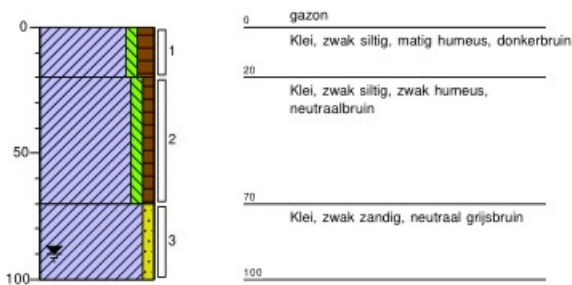 0
50
100
1
2
3
0
gazon
Klei, zwak siltig, matig humeus, donkerbruin
20
Klei, zwak siltig, zwak humeus,
neutraalbruin
70
Klei, zwak zandig, neutraal grijsbruin
100